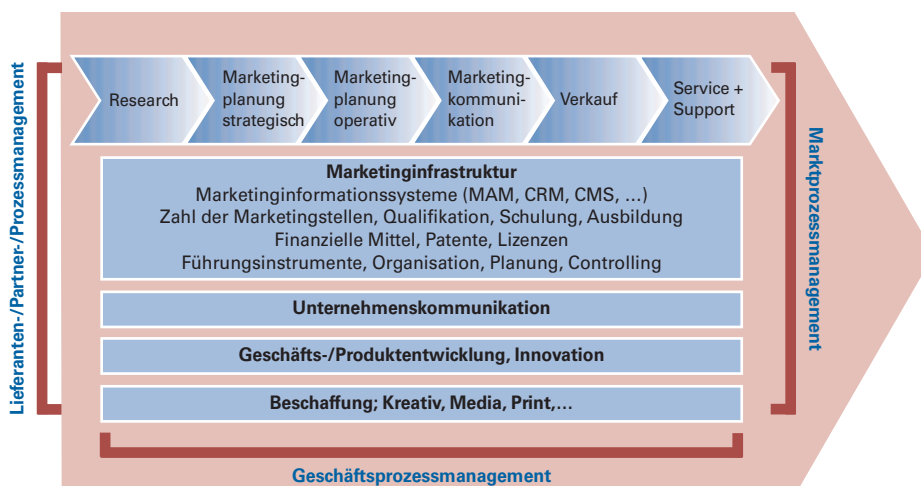 Lieferanten-/Partner-/Prozessmanagement
Research
Marketing-
planung
strategisch
Marketing-
planung
operativ
Marketing-
kommuni-
kation
Verkauf
Service +
Support
Marketinginfrastruktur
Marketinginformationssysteme (MAM, CRM, CMS, …)
Zahl der Marketingstellen, Qualifikation, Schulung, Ausbildung
Finanzielle Mittel, Patente, Lizenzen
Führungsinstrumente, Organisation, Planung, Controlling
Unternehmenskommunikation
Geschäfts-/Produktentwicklung, Innovation
Beschaffung; Kreativ, Media, Print,…
Marktprozessmanagement
Geschäftsprozessmanagement